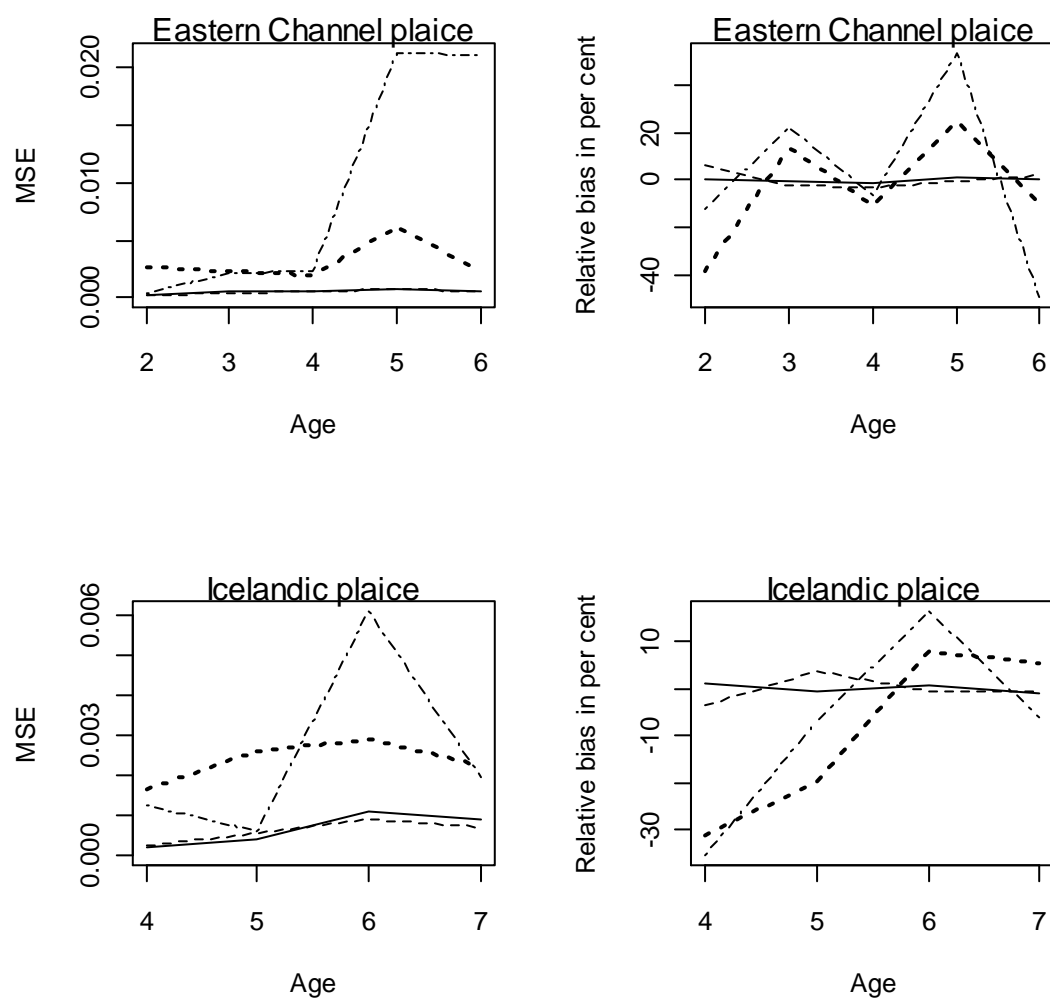 Eastern Channel plaice
MSE
0.020
0.010
0.000
2 3 4 5 6
Age
Eastern Channel plaice
Relative bias in per cent
20
0
-40
2 3 4 5 6
Age
Icelandic plaice
MSE
0.006
0.003
0.000
4 5 6 7
Age
Icelandic plaice
Relative bias in per cent
10
-10
-30
4 5 6 7
Age